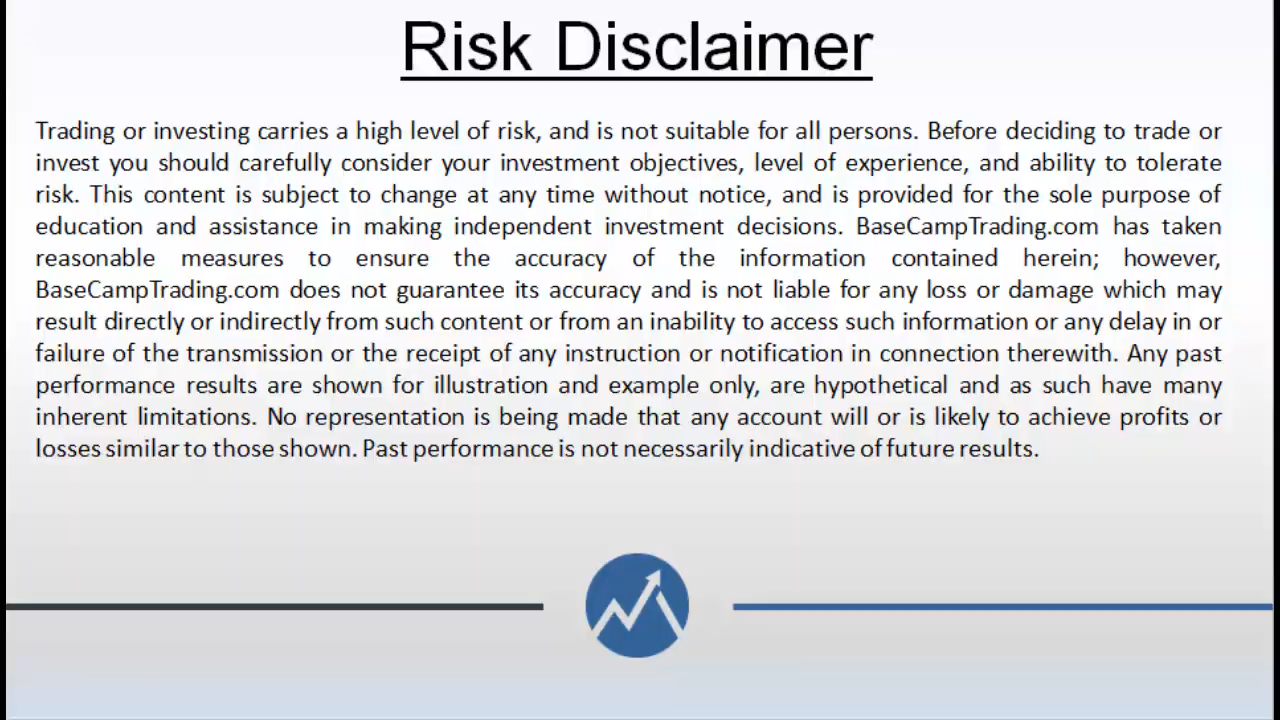 Risk Disclaimer
Trading or investing carries a high level of risk, and is not suitable for all persons. Before deciding to trade or
invest you should carefully consider your investment objectives, level of experience, and ability to tolerate
risk. This content is subject to change at any time without notice, and is provided for the sole purpose of
education and assistance in making independent investment decisions. BaseCampTrading.com has taken
reasonable measures to ensure the accuracy of the information contained herein; however,
BaseCampTrading.com does not guarantee its accuracy and is not liable for any loss or damage which may
result directly or indirectly from such content or from an inability to access such information or any delay in or
failure of the transmission or the receipt of any instruction or notification in connection therewith. Any past
performance results are shown for illustration and example only, are hypothetical and as such have many
inherent limitations. No representation is being made that any account will or is likely to achieve profits or
losses similar to those shown. Past performance is not necessarily indicative of future results.